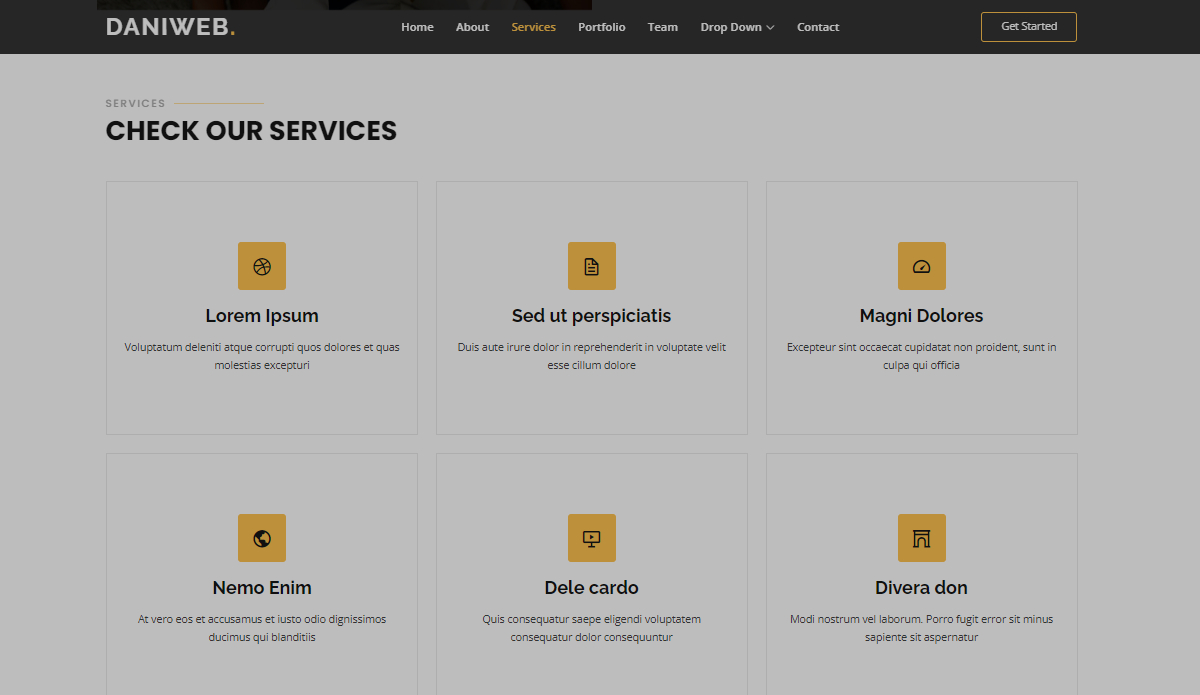 DANIWEB.
Home About Services Portfolio Team Drop Down Contact
Get Started
SERVICES
CHECK OUR SERVICES
Lorem Ipsum
Voluptatum deleniti atque corrupti quos dolores et quas
molestias excepturi
Sed ut perspiciatis
Duis aute irure dolor in reprehenderit in voluptate velit
esse cillum dolore
Magni Dolores
Excepteur sint occaecat cupidatat non proident, sunt in
culpa qui officia
Nemo Enim
At vero eos et accusamus et iusto odio dignissimos
ducimus qui blanditiis
Dele cardo
Quis consequatur saepe eligendi voluptatem
consequatur dolor consequuntur
Divera don
Modi nostrum vel laborum. Porro fugit error sit minus
sapiente sit aspernatur